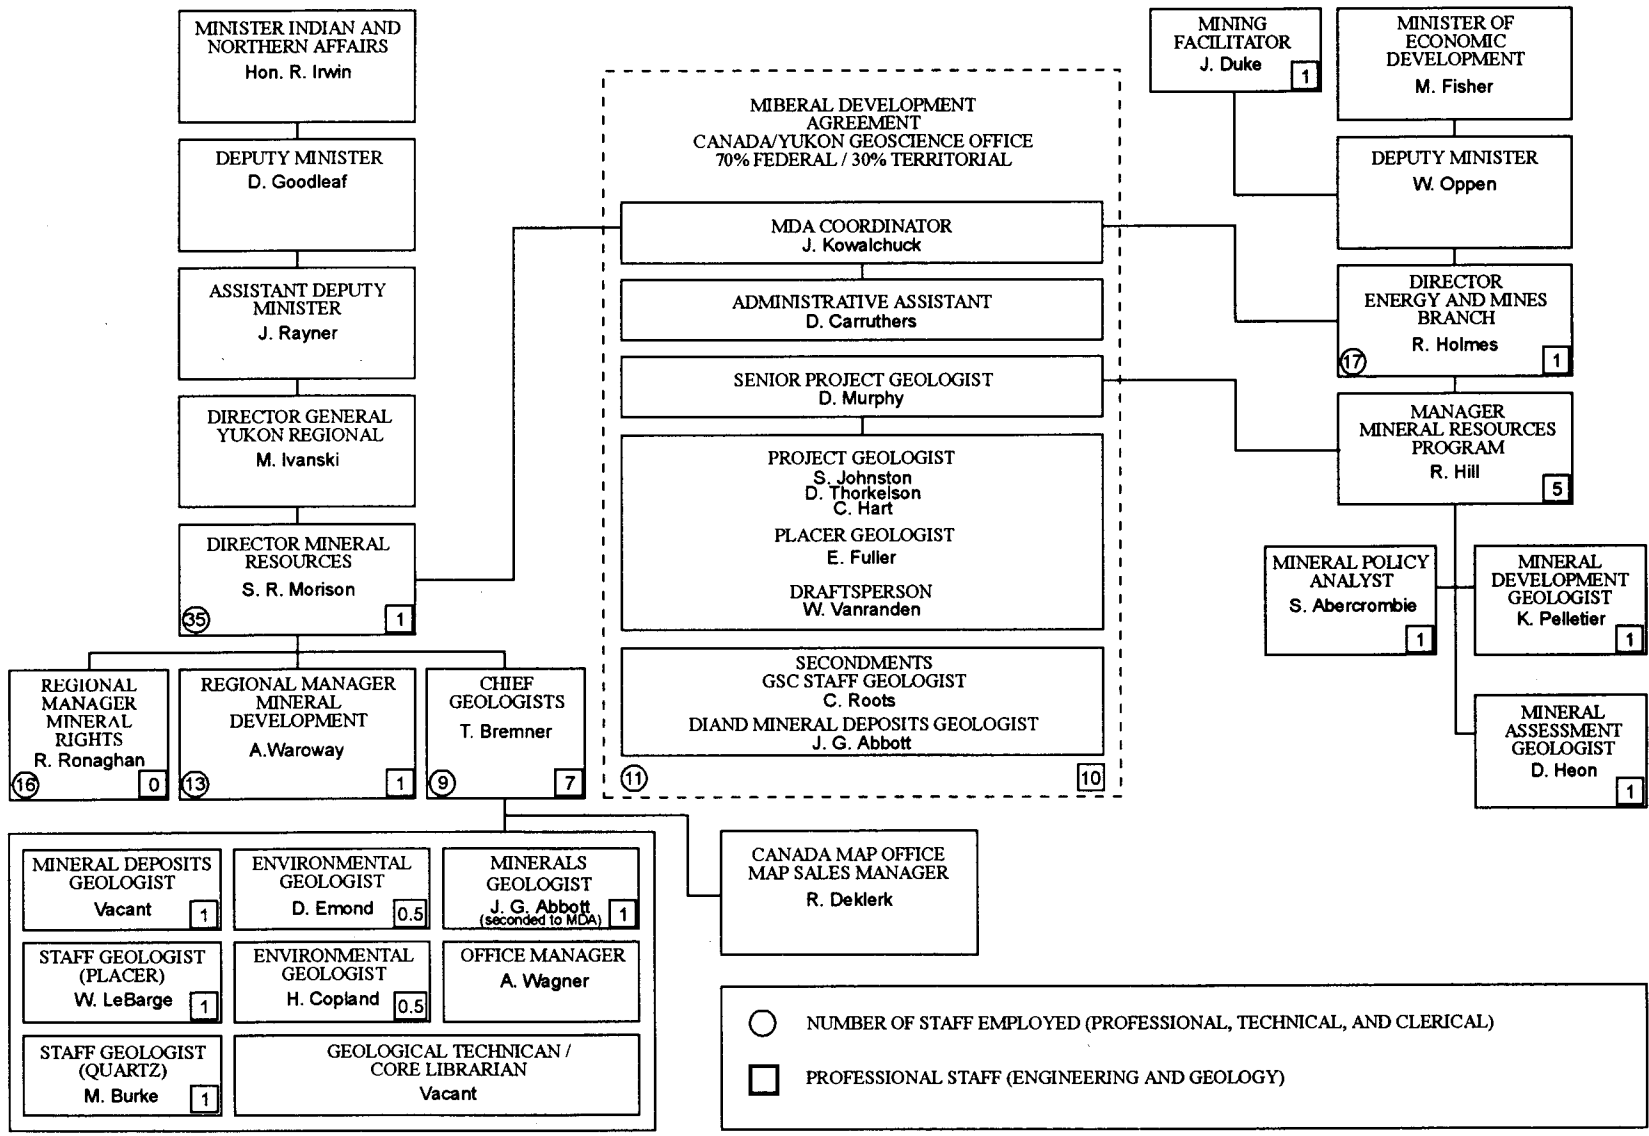 MINISTER INDIAN AND
NORTHERN AFFAIRS
Hon. R. Irwin
DEPUTY MINISTER
D. Goodleaf
ASSISTANT DEPUTY
MINISTER
J. Rayner
DIRECTOR GENERAL
YUKON REGIONAL
M. Ivanski
DIRECTOR MINERAL
RESOURCES
S. R. Morison
35
1
REGIONAL
MANAGER
MINERAL
RIGHTS
R. Ronaghan
16
0
REGIONAL MANAGER
MINERAL
DEVELOPMENT
A.Waroway
13
1
CHIEF
GEOLOGISTS
T. Bremner
9
7
MINERAL DEPOSITS
GEOLOGIST
Vacant
1
ENVIRONMENTAL
GEOLOGIST
D. Emond
0.5
MINERALS
GEOLOGIST
J. G. Abbott
(seconded to MDA)
1
STAFF GEOLOGIST
(PLACER)
W. LeBarge
1
ENVIRONMENTAL
GEOLOGIST
H. Copland
0.5
OFFICE MANAGER
A. Wagner
STAFF GEOLOGIST
(QUARTZ)
M. Burke
1
GEOLOGICAL TECHNICAN /
CORE LIBRARIAN
Vacant
MIBERAL DEVELOPMENT
AGREEMENT
CANADA/YUKON GEOSCIENCE OFFICE
70% FEDERAL / 30% TERRITORIAL
MDA COORDINATOR
J. Kowalchuck
ADMINISTRATIVE ASSISTANT
D. Carruthers
SENIOR PROJECT GEOLOGIST
D. Murphy
PROJECT GEOLOGIST
S. Johnston
D. Thorkelson
C. Hart
PLACER GEOLOGIST
E. Fuller
DRAFTSPERSON
W. Vanranden
SECONDMENTS
GSC STAFF GEOLOGIST
C. Roots
DIAND MINERAL DEPOSITS GEOLOGIST
J. G. Abbott
11
10
CANADA MAP OFFICE
MAP SALES MANAGER
R. Deklerk
MINING
FACILITATOR
J. Duke
1
MINISTER OF
ECONOMIC
DEVELOPMENT
M. Fisher
DEPUTY MINISTER
W. Oppen
DIRECTOR
ENERGY AND MINES
BRANCH
R. Holmes
17
1
MANAGER
MINERAL RESOURCES
PROGRAM
R. Hill
5
MINERAL POLICY
ANALYST
S. Abercrombie
1
MINERAL
DEVELOPMENT
GEOLOGIST
K. Pelletier
1
MINERAL
ASSESSMENT
GEOLOGIST
D. Heon
1
NUMBER OF STAFF EMPLOYED (PROFESSIONAL, TECHNICAL, AND CLERICAL)
PROFESSIONAL STAFF (ENGINEERING AND GEOLOGY)